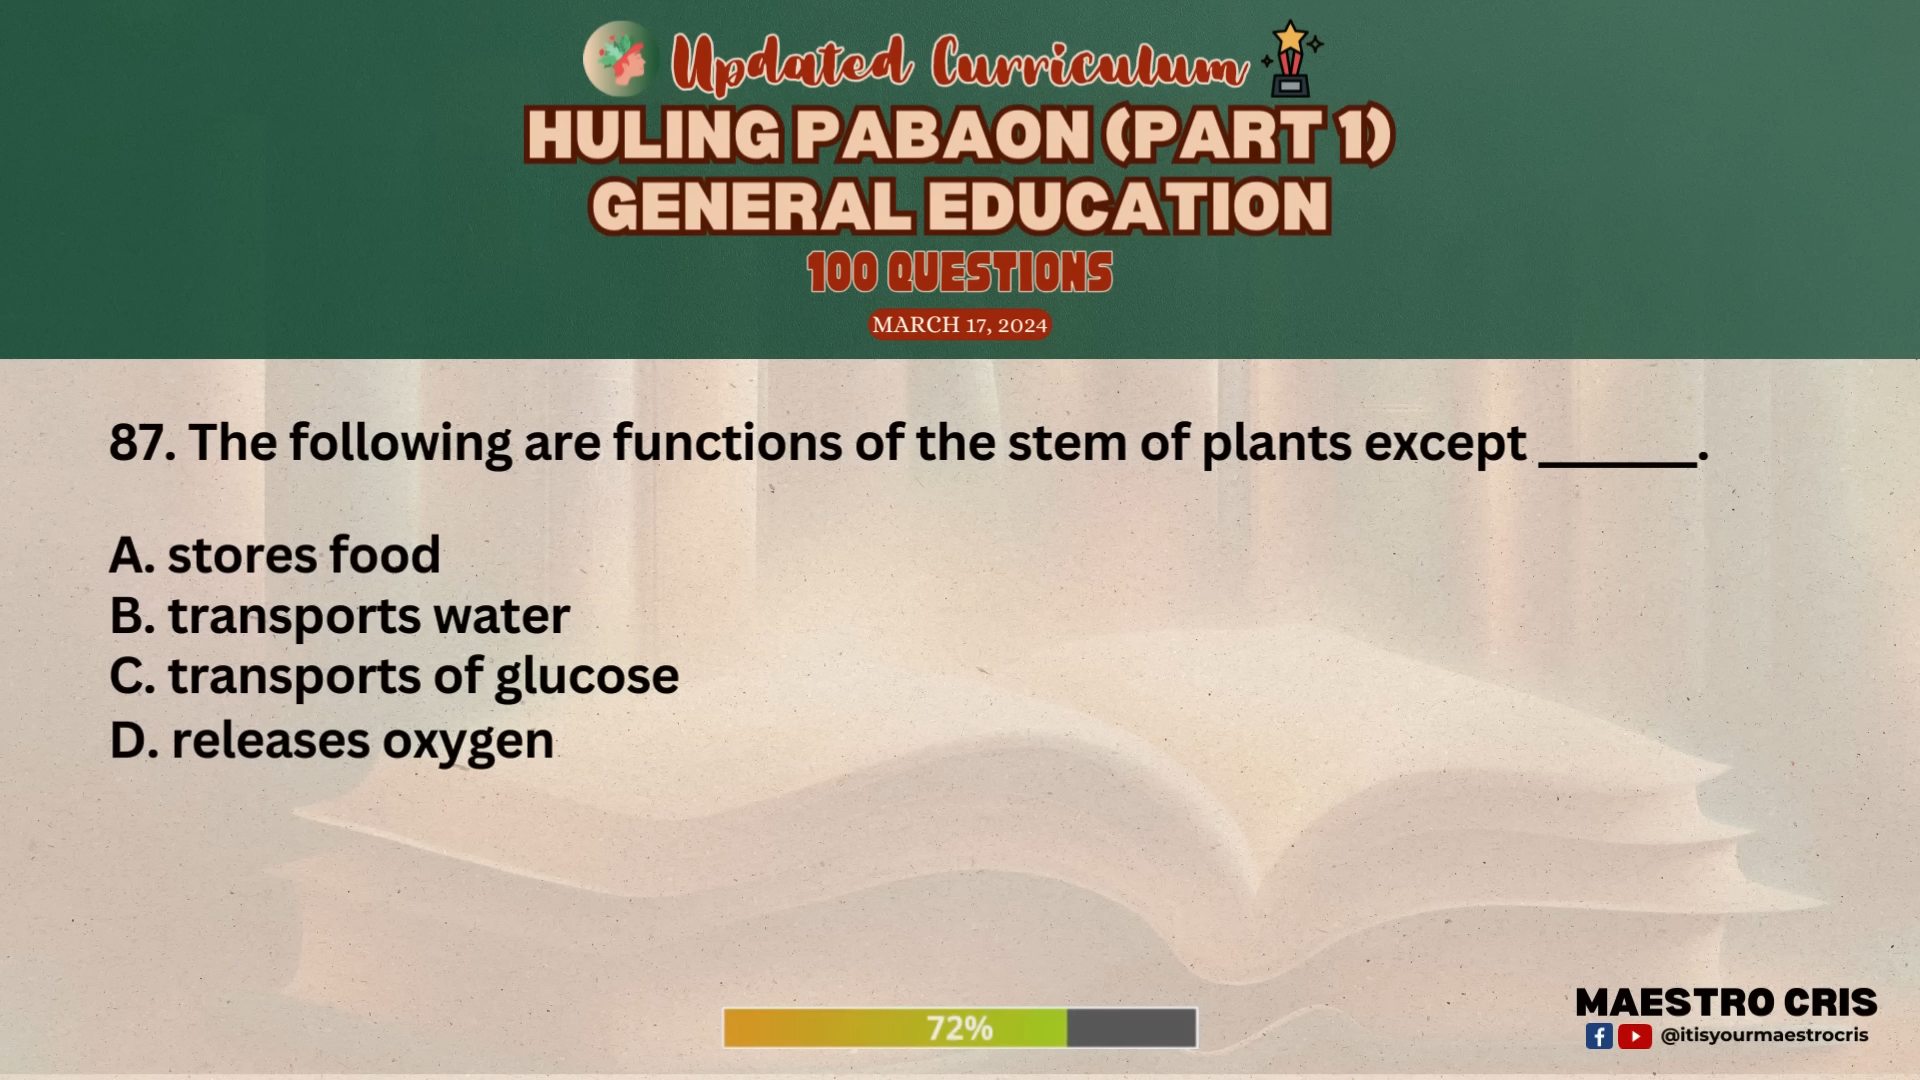 Updated Curriculum
HULING PABAON (PART 1)
GENERAL EDUCATION
100 QUESTIONS
MARCH 17, 2024
87. The following are functions of the stem of plants except ______.
A. stores food
B. transports water
C. transports of glucose
D. releases oxygen
72%
MAESTRO CRIS
@itisyourmaestrocris